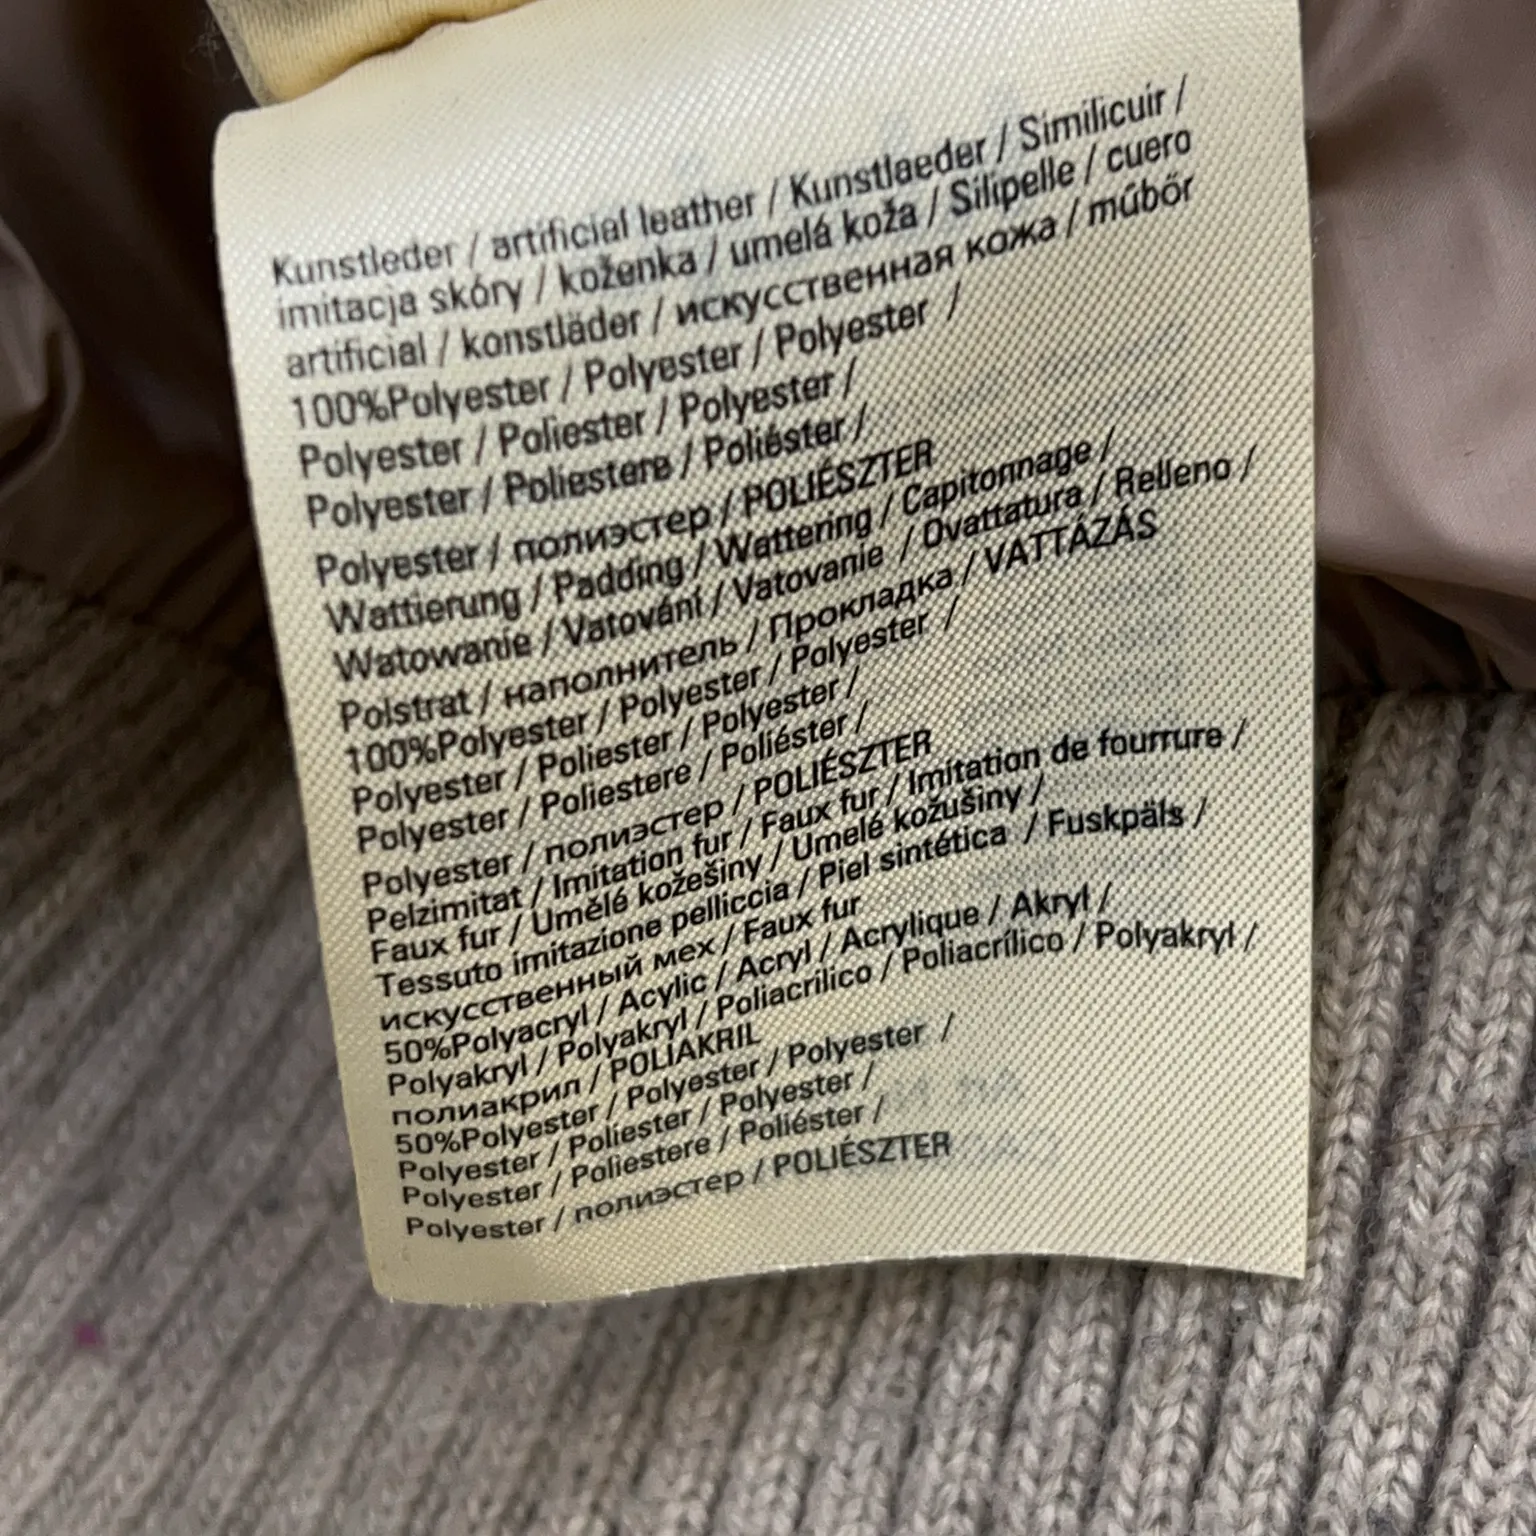 Kunstleder / artificial leather / Kunstlaeder / Similicuir /
imitacja skóry / koženka / umelá koža / Silipelle / cuero
artificial / konstläder / искусственная кожа / műbőr
100%Polyester / Polyester / Polyester /
Polyester / Poliester / Polyester /
Polyester / Poliestere / Poliéster /
Polyester / полиэстер / POLIÉSZTER
Wattierung / Padding / Wattering / Capitonnage /
Watowanie / Vatování / Vatovanie / Ovattatura / Relleno /
Polstrat / наполнитель / Прокладка / VATTÁZÁS
100%Polyester / Polyester / Polyester /
Polyester / Poliester / Polyester /
Polyester / Poliestere / Poliéster /
Polyester / полиэстер / POLIÉSZTER
Pelzimitat / Imitation fur / Faux fur / Imitation de fourrure /
Faux fur / Umělé kožešiny / Umelé kožušiny /
Tessuto imitazione pelliccia / Piel sintética / Fuskpäls /
искусственный мех / Faux fur
50%Polyacryl / Acylic / Acryl / Acrylique / Akryl /
Polyakryl / Polyakryl / Poliacrilico / Poliacrílico / Polyakryl /
полиакрил / POLIAKRIL
50%Polyester / Polyester / Polyester /
Polyester / Poliester / Polyester /
Polyester / Poliestere / Poliéster /
Polyester / полиэстер / POLIÉSZTER